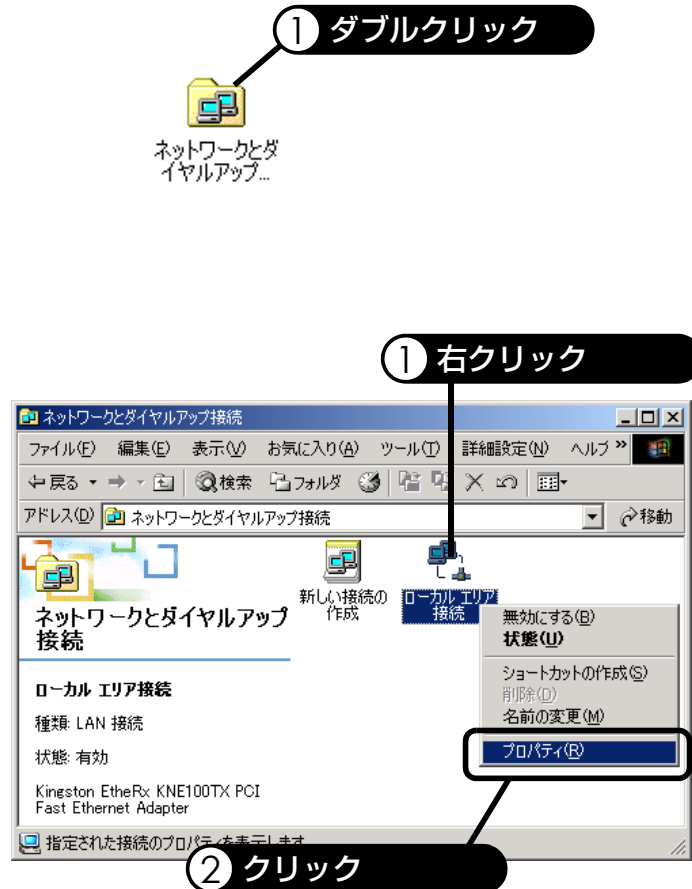 1 ダブルクリック
ネットワークとダ
イヤルアップ...
1 右クリック
ネットワークとダイヤルアップ接続
ファイル(F) 編集(E) 表示(V) お気に入り(A) ツール(T) 詳細設定(N) ヘルプ »
戻る 検索 フォルダ
アドレス(D) ネットワークとダイヤルアップ接続 移動
ネットワークとダイヤルアップ
接続
新しい接続の
作成
ローカル エリア
接続
無効にする(B)
状態(U)
ショートカットの作成(S)
削除(D)
名前の変更(M)
プロパティ(R)
ローカル エリア接続
種類: LAN 接続
状態: 有効
Kingston EtheRx KNE100TX PCI
Fast Ethernet Adapter
指定された接続のプロパティを表示します
2 クリック